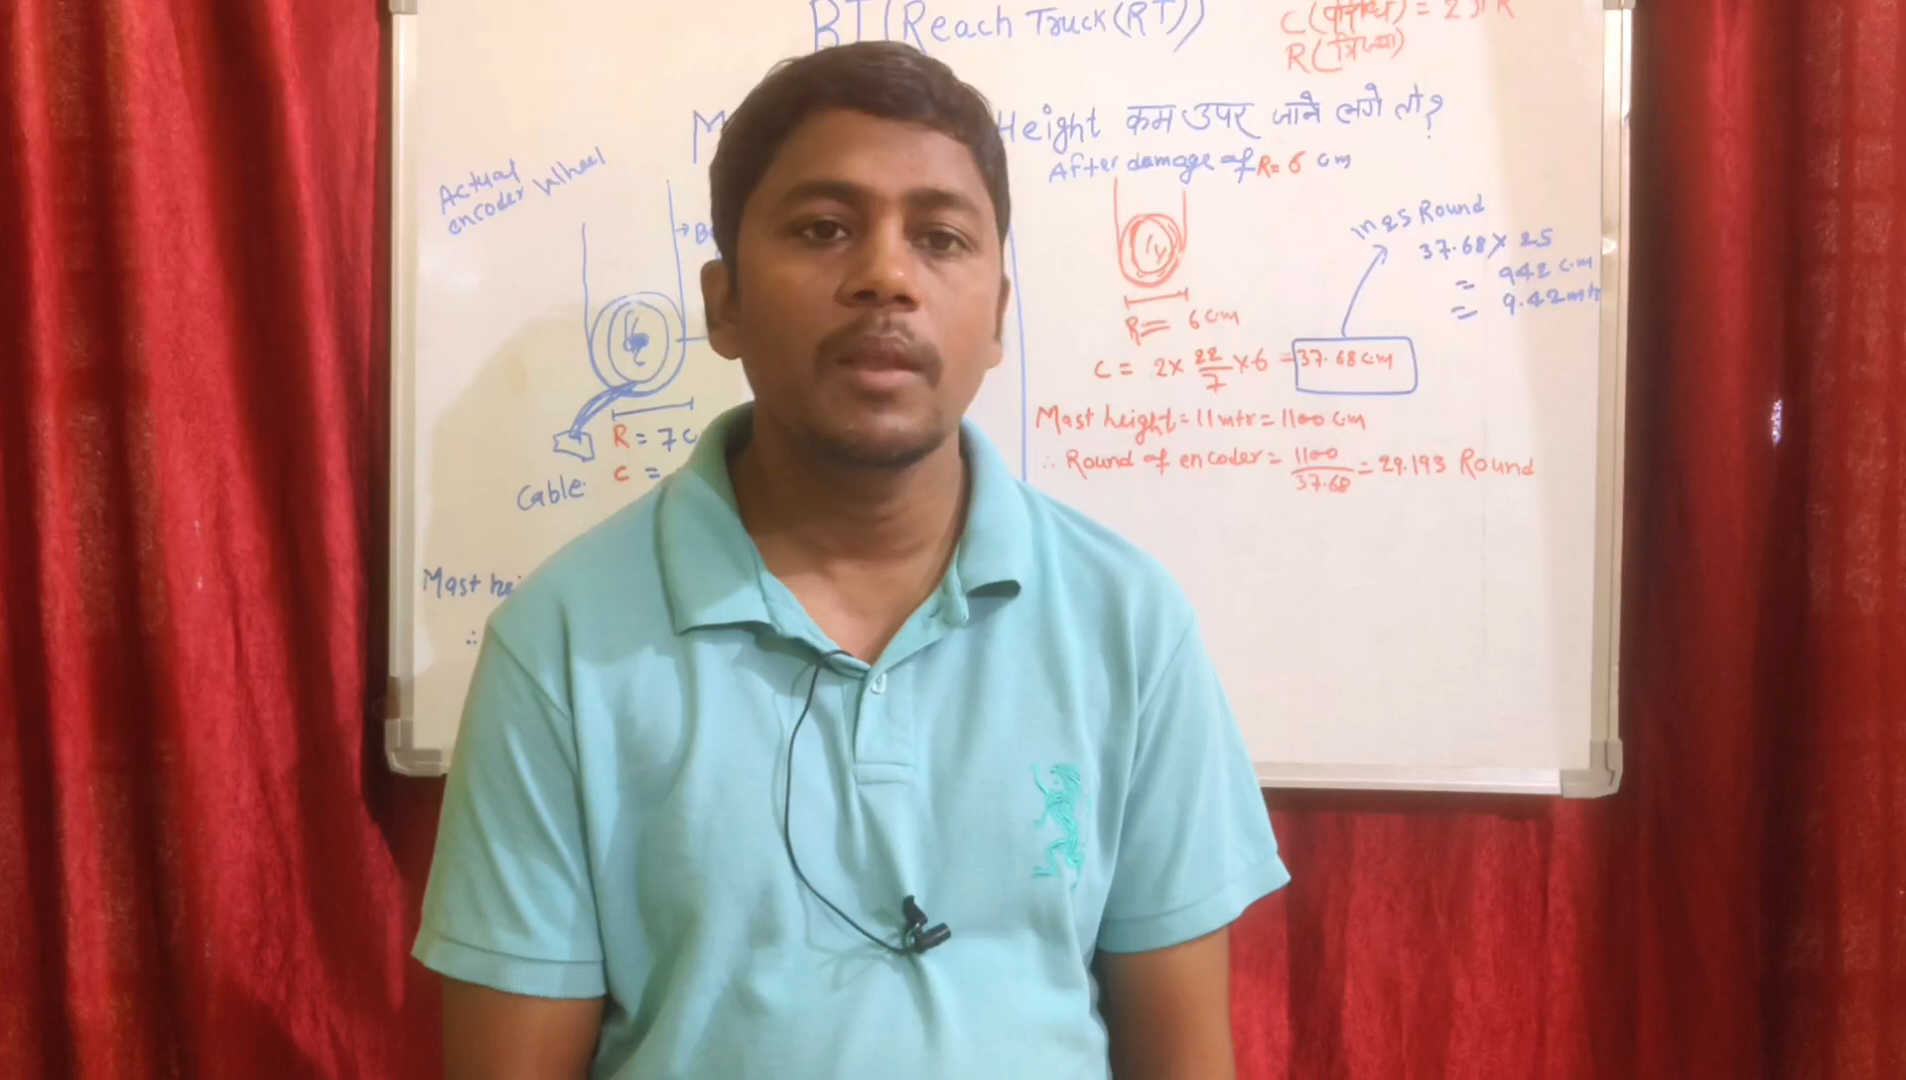 BT (Reach Truck (RT))
C (परिधि) = 2πR
R (त्रिज्या)
Height कम उपर जाने लगे तो?
Actual
encoder Wheel
After damage of R= 6 cm
R = 7
C =
Cable
R = 6 cm
C = 2 x 22/7 x 6 = 37.68 cm
in 25 Round
37.68 x 25
= 942 cm
= 9.42 mtr
Mast height = 11 mtr = 1100 cm
∴ Round of encoder = 1100/37.68 = 29.193 Round
Mast
∴